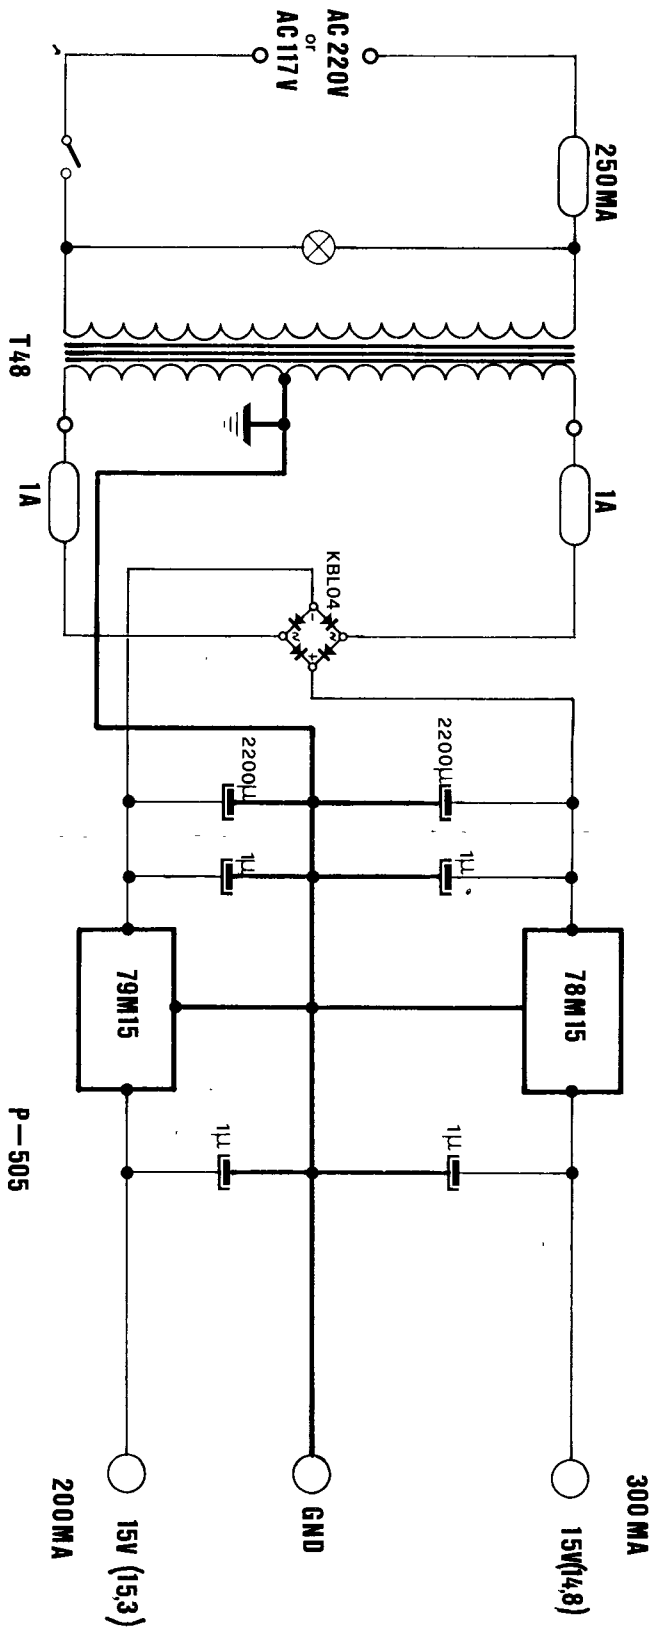 AC 220V
or
AC 117V
250MA
T48
1A
1A
KBL04
-
~
~
+
2200µ
2200µ
1µ
1µ
78M15
79M15
1µ
1µ
P—505
300MA
15V(14,8)
GND
15V (15,3)
200MA